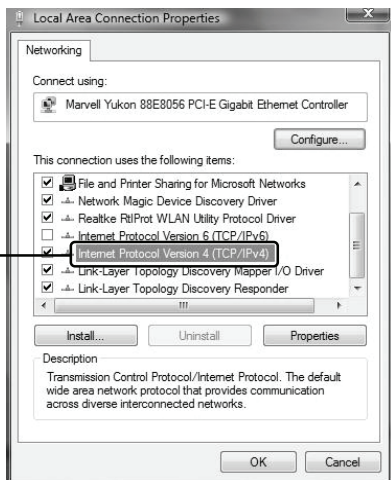 Local Area Connection Properties
Networking
Connect using:
Marvell Yukon 88E8056 PCI-E Gigabit Ethernet Controller
Configure...
This connection uses the following items:
File and Printer Sharing for Microsoft Networks
Network Magic Device Discovery Driver
Realtke RtlProt WLAN Utility Protocol Driver
Internet Protocol Version 6 (TCP/IPv6)
Internet Protocol Version 4 (TCP/IPv4)
Link-Layer Topology Discovery Mapper I/O Driver
Link-Layer Topology Discovery Responder
Install... Uninstall Properties
Description
Transmission Control Protocol/Internet Protocol. The default
wide area network protocol that provides communication
across diverse interconnected networks.
OK Cancel